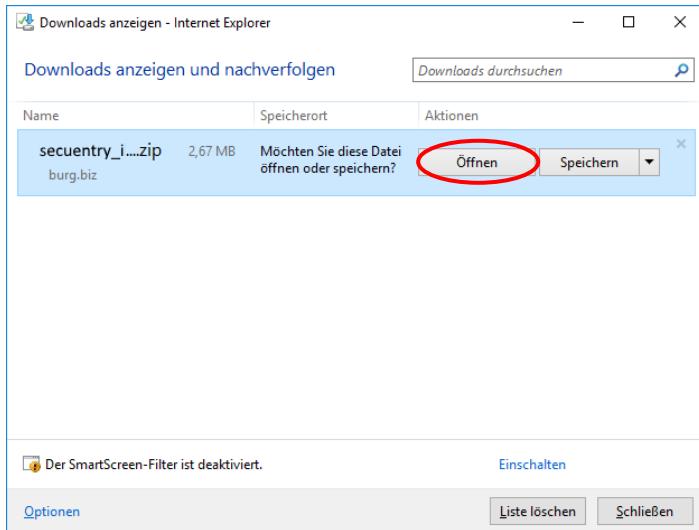 Downloads anzeigen - Internet Explorer
Downloads anzeigen und nachverfolgen
Downloads durchsuchen
Name Speicherort Aktionen
secuentry_i....zip 2,67 MB Möchten Sie diese Datei öffnen oder speichern? Öffnen Speichern
burg.biz
Der SmartScreen-Filter ist deaktiviert. Einschalten
Optionen Liste löschen Schließen